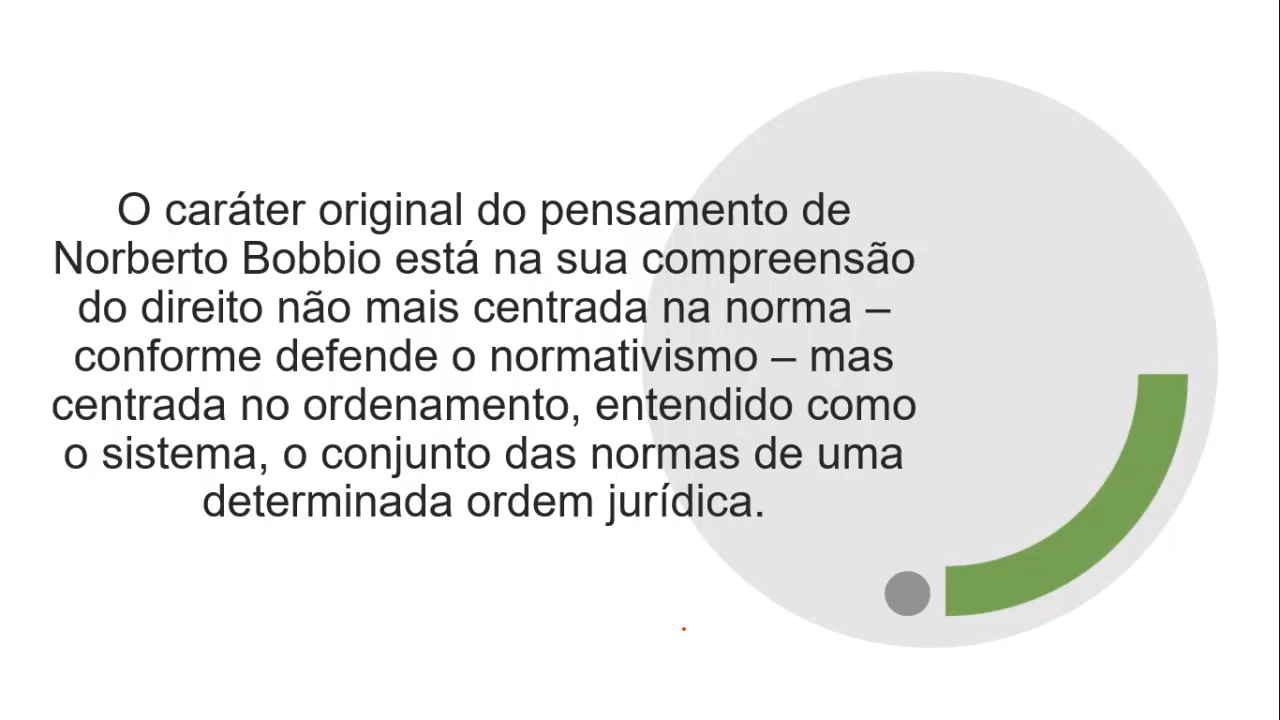 O caráter original do pensamento de
Norberto Bobbio está na sua compreensão
do direito não mais centrada na norma –
conforme defende o normativismo – mas
centrada no ordenamento, entendido como
o sistema, o conjunto das normas de uma
determinada ordem jurídica.